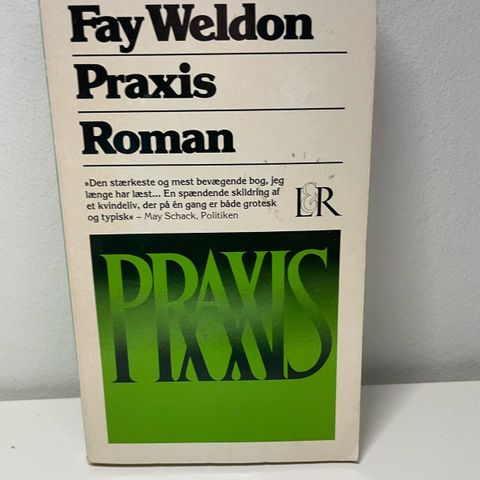 Fay Weldon
Praxis
Roman
»Den stærkeste og mest bevægende bog, jeg
længe har læst... En spændende skildring af
et kvindeliv, der på én gang er både grotesk
og typisk« – May Schack, Politiken
L&R
PRAXIS